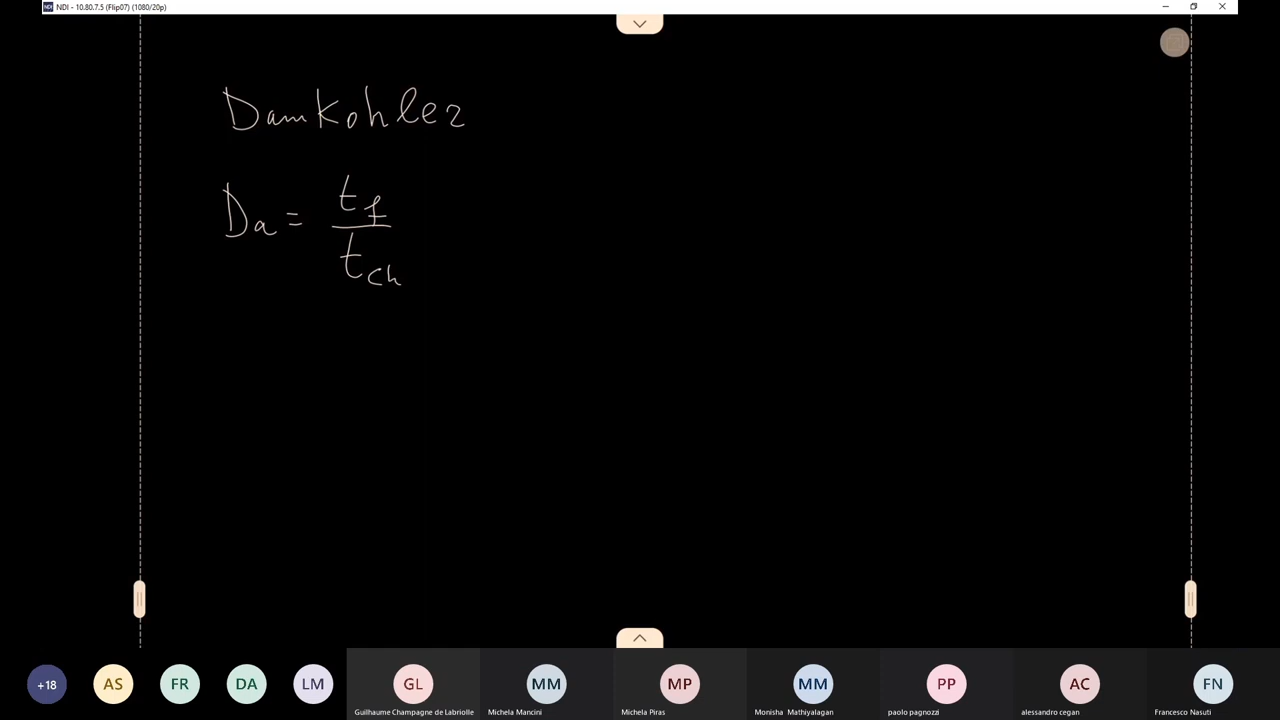 NDI - 10.80.7.5 (Flip07) (1080/20p)
Damkohler
Da = t_f / t_ch
+18
AS
FR
DA
LM
GL
MM
MP
MM
PP
AC
FN
Guilhaume Champagne de Labriolle
Michela Mancini
Michela Piras
Monisha Mathiyalagan
paolo pagnozzi
alessandro cegan
Francesco Nasuti